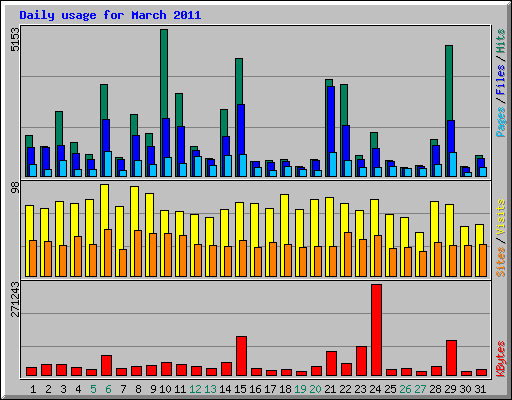 Daily usage for March 2011
5153
Pages / Files / Hits
98
Sites / Visits
271243
KBytes
1 2 3 4 5 6 7 8 9 10 11 12 13 14 15 16 17 18 19 20 21 22 23 24 25 26 27 28 29 30 31